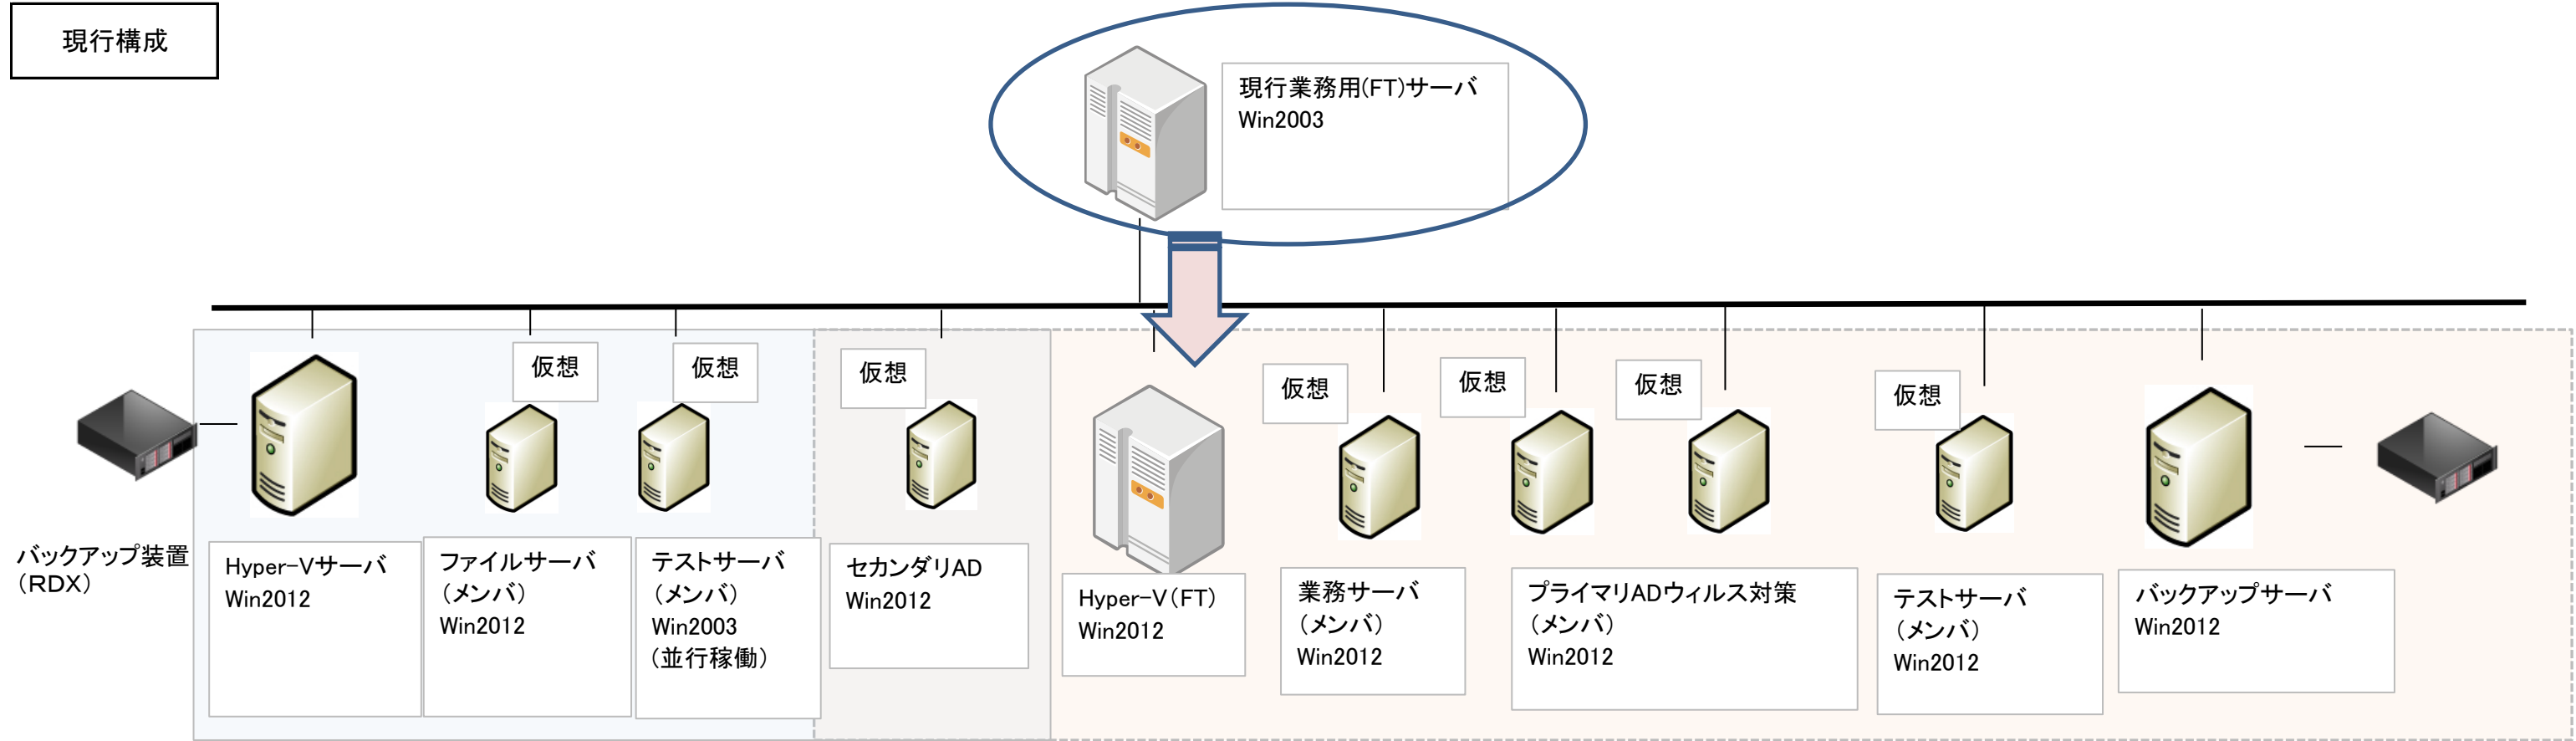 現行構成
現行業務用(FT)サーバ
Win2003
仮想
仮想
仮想
仮想
仮想
仮想
仮想
バックアップ装置
（RDX）
Hyper-Vサーバ
Win2012
ファイルサーバ
（メンバ）
Win2012
テストサーバ
（メンバ）
Win2003
（並行稼働）
セカンダリAD
Win2012
Hyper-V（FT）
Win2012
業務サーバ
（メンバ）
Win2012
プライマリADウィルス対策
（メンバ）
Win2012
テストサーバ
（メンバ）
Win2012
バックアップサーバ
Win2012